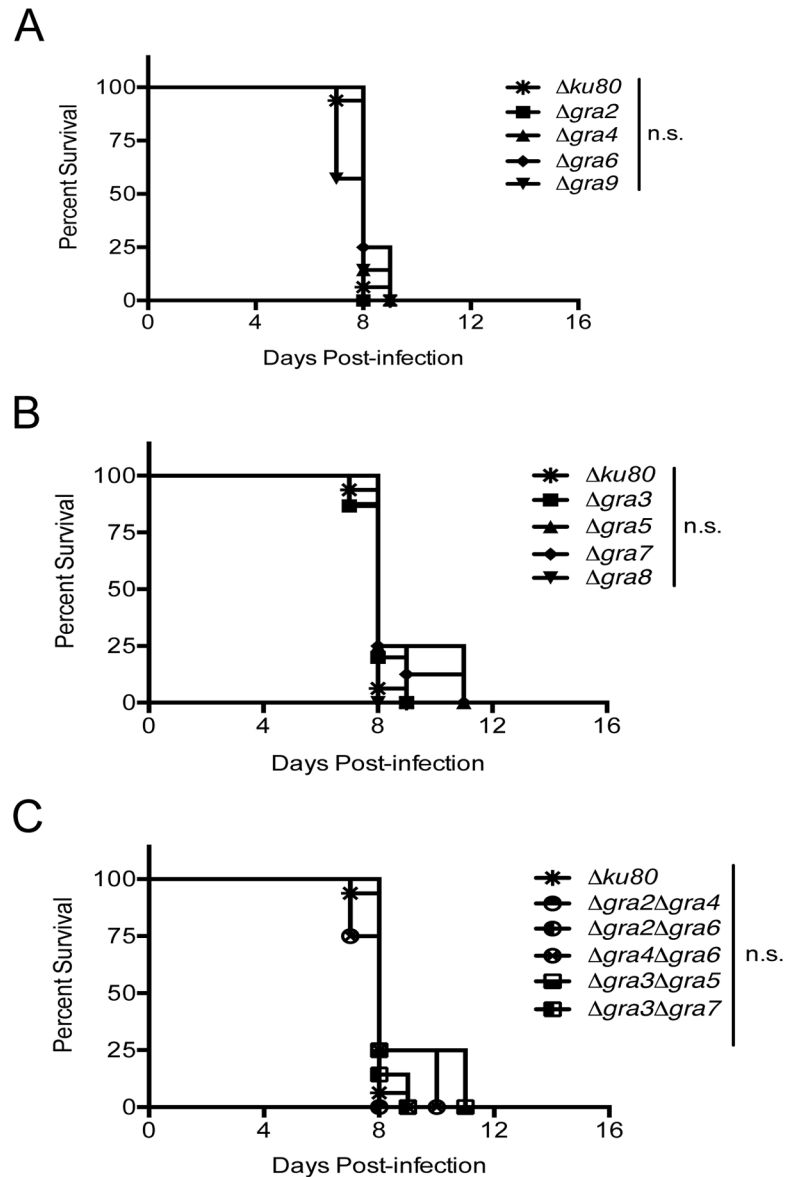 A
Percent Survival
100
75
50
25
0
0 4 8 12 16
Days Post-infection
Δku80
Δgra2
Δgra4
Δgra6
Δgra9
n.s.
B
Percent Survival
100
75
50
25
0
0 4 8 12 16
Days Post-infection
Δku80
Δgra3
Δgra5
Δgra7
Δgra8
n.s.
C
Percent Survival
100
75
50
25
0
0 4 8 12 16
Days Post-infection
Δku80
Δgra2Δgra4
Δgra2Δgra6
Δgra4Δgra6
Δgra3Δgra5
Δgra3Δgra7
n.s.